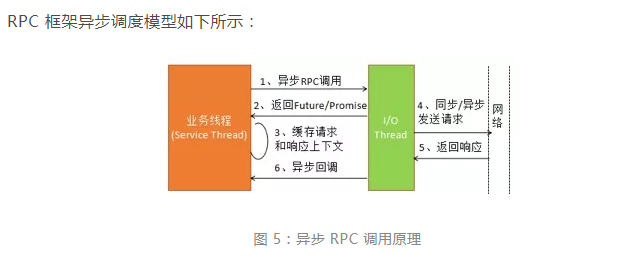 RPC 框架异步调度模型如下所示：
业务线程
(Service Thread)
1、异步RPC调用
2、返回Future/Promise
3、缓存请求
和响应上下文
6、异步回调
I/O
Thread
4、同步/异步
发送请求
5、返回响应
网
络
图 5：异步 RPC 调用原理